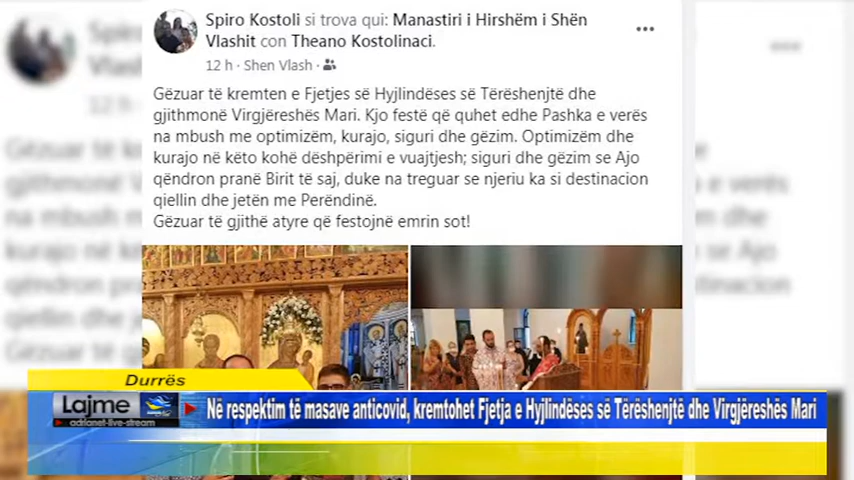 Spiro Kostoli si trova qui: Manastiri i Hirshëm i Shën
Vlashit con Theano Kostolinaci.
12 h · Shen Vlash ·
Gëzuar të kremten e Fjetjes së Hyjlindëses së Tërëshenjtë dhe
gjithmonë Virgjëreshës Mari. Kjo festë që quhet edhe Pashka e verës
na mbush me optimizëm, kurajo, siguri dhe gëzim. Optimizëm dhe
kurajo në këto kohë dëshpërimi e vuajtjesh; siguri dhe gëzim se Ajo
qëndron pranë Birit të saj, duke na treguar se njeriu ka si destinacion
qiellin dhe jetën me Perëndinë.
Gëzuar të gjithë atyre që festojnë emrin sot!
Durrës
Lajme
adrianet-live-stream
Në respektim të masave anticovid, kremtohet Fjetja e Hyjlindëses së Tërëshenjtë dhe Virgjëreshës Mari